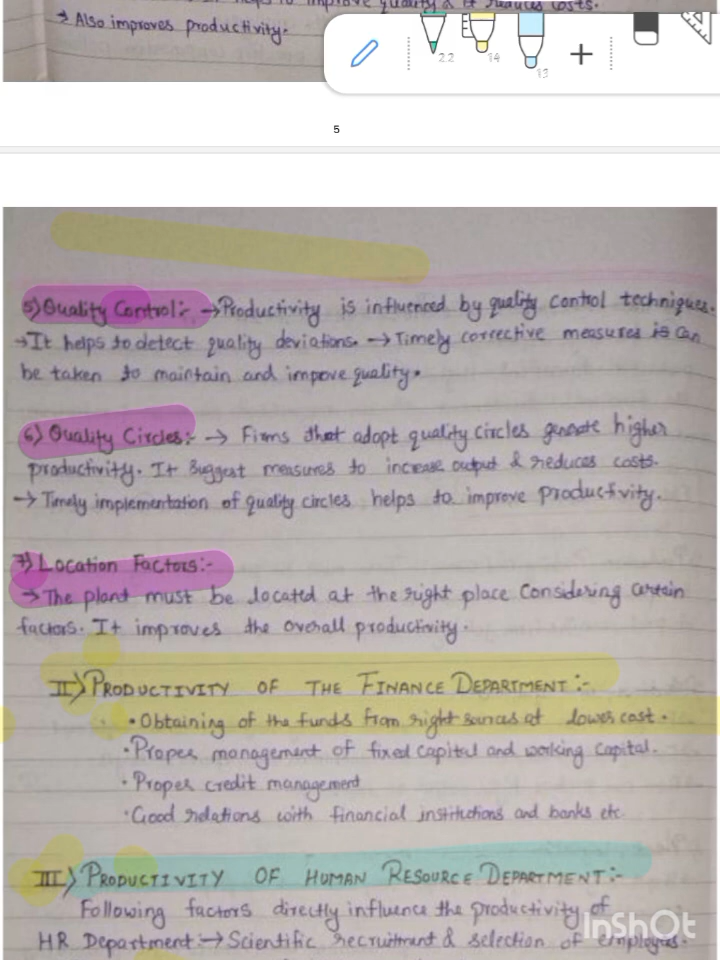 improve quality & it reduces costs.
→ Also improves productivity.
22
14
13
5
5) Quality Control:- → Productivity is influenced by quality control techniques.
→ It helps to detect quality deviations. → Timely corrective measures is can
be taken to maintain and improve quality.
6) Quality Circles:- → Firms that adopt quality circles generate higher
productivity. It suggest measures to increase output & reduces costs.
→ Timely implementation of quality circles helps to improve productivity.
7) Location Factors:-
→ The plant must be located at the right place considering certain
factors. It improves the overall productivity.
II) PRODUCTIVITY OF THE FINANCE DEPARTMENT:-
• Obtaining of the funds from right sources at lower cost.
• Proper management of fixed capital and working capital.
• Proper credit management
• Good relations with financial institutions and banks etc
III) PRODUCTIVITY OF HUMAN RESOURCE DEPARTMENT:-
Following factors directly influence the productivity of
HR Department:→ Scientific recruitment & selection of employees.
InShOt